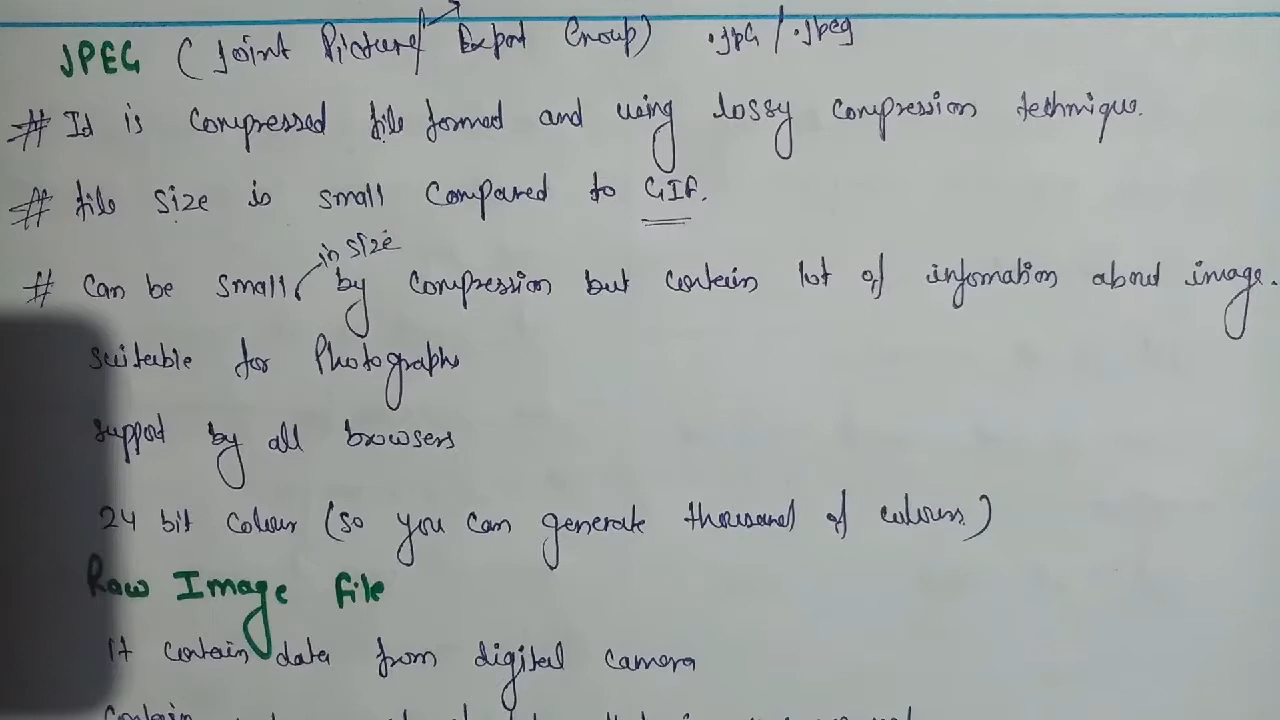 JPEG (Joint Picture/ Expert Group) .jpG / .jpeg
# It is compressed file format and using lossy compression technique.
# file size is small compared to GIF.
in size
# Can be small by compression but contain lot of information about image.
suitable for Photographs
support by all browsers
24 bit colour (so you can generate thousand of colours)
Raw Image file
It contain data from digital camera
Contain